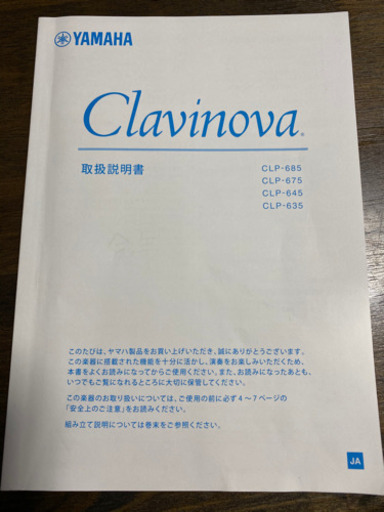 YAMAHA
Clavinova®
取扱説明書
CLP-685
CLP-675
CLP-645
CLP-635
このたびは、ヤマハ製品をお買い上げいただき、誠にありがとうございます。
この楽器に搭載された機能を十分に活かし、演奏をお楽しみいただくため、
本書をよくお読みになってからご使用ください。また、お読みになったあとも、
いつでもご覧になれるところに大切に保管してください。
この楽器のお取り扱いについては、ご使用の前に必ず4～7ページの
「安全上のご注意」をお読みください。
組み立て説明については巻末をご参照ください。
JA